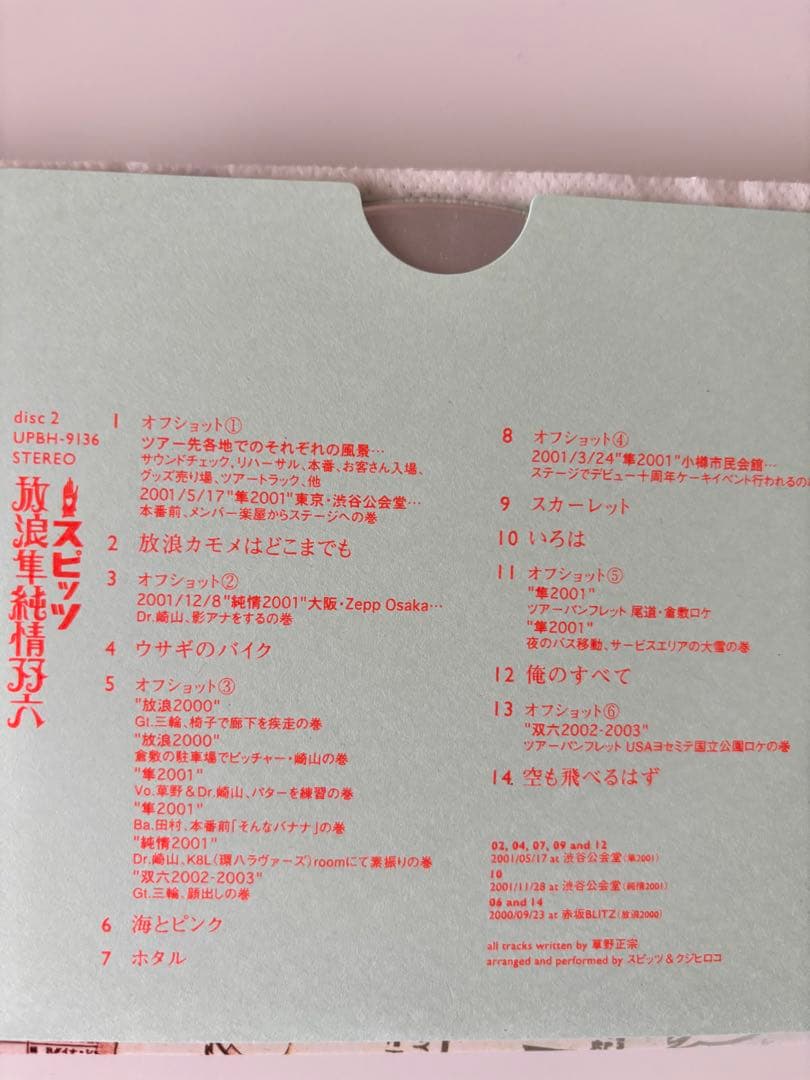 disc 2
UPBH-9136
STEREO
スピッツ
放浪隼純情双六
1 オフショット①
ツアー先各地でのそれぞれの風景…
サウンドチェック、リハーサル、本番、お客さん入場、
グッズ売り場、ツアートラック、他
2001/5/17"隼2001"東京・渋谷公会堂…
本番前、メンバー楽屋からステージへの巻
2 放浪カモメはどこまでも
3 オフショット②
2001/12/8"純情2001"大阪・Zepp Osaka…
Dr.崎山、影アナをするの巻
4 ウサギのバイク
5 オフショット③
"放浪2000"
Gt.三輪、椅子で廊下を疾走の巻
"放浪2000"
倉敷の駐車場でピッチャー・崎山の巻
"隼2001"
Vo.草野&Dr.崎山、パターを練習の巻
"隼2001"
Ba.田村、本番前「そんなバナナ」の巻
"純情2001"
Dr.崎山、K8L(環ハラヴァーズ)roomにて素振りの巻
"双六2002-2003"
Gt.三輪、顔出しの巻
6 海とピンク
7 ホタル
8 オフショット④
2001/3/24"隼2001"小樽市民会館…
ステージでデビュー十周年ケーキイベント行われるの
9 スカーレット
10 いろは
11 オフショット⑤
"隼2001"
ツアーパンフレット 尾道・倉敷ロケ
"隼2001"
夜のバス移動、サービスエリアの大雪の巻
12 俺のすべて
13 オフショット⑥
"双六2002-2003"
ツアーパンフレット USAヨセミテ国立公園ロケの巻
14. 空も飛べるはず
02, 04, 07, 09 and 12
2001/05/17 at 渋谷公会堂(隼2001)
10
2001/11/28 at 渋谷公会堂(純情2001)
06 and 14
2000/09/23 at 赤坂BLITZ(放浪2000)
all tracks written by 草野正宗
arranged and performed by スピッツ&クジヒロコ